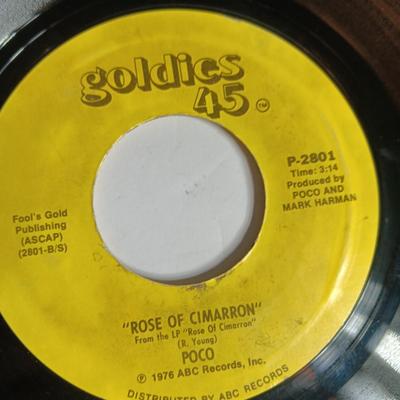 goldies
45 TM
P-2801
Time: 3:14
Produced by
POCO AND
MARK HARMAN
Fool's Gold
Publishing
(ASCAP)
(2801-B/S)
"ROSE OF CIMARRON"
From the LP "Rose Of Cimarron"
(R. Young)
POCO
℗ 1976 ABC Records, Inc.
DISTRIBUTED BY ABC RECORDS